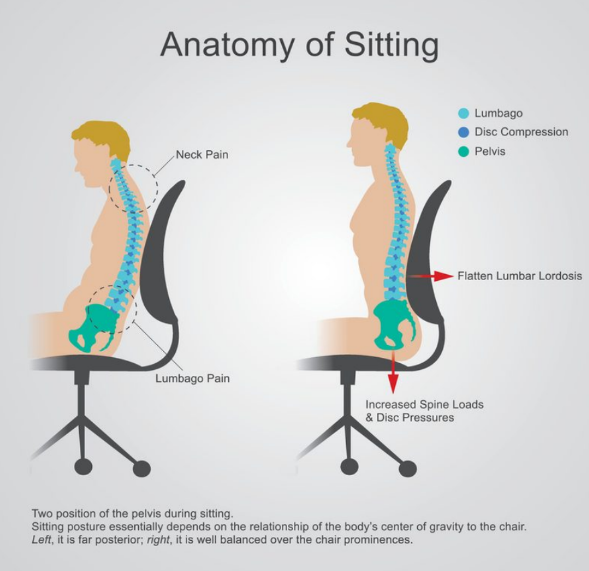 Anatomy of Sitting
Lumbago
Disc Compression
Pelvis
Neck Pain
Flatten Lumbar Lordosis
Lumbago Pain
Increased Spine Loads
& Disc Pressures
Two position of the pelvis during sitting.
Sitting posture essentially depends on the relationship of the body's center of gravity to the chair.
Left, it is far posterior; right, it is well balanced over the chair prominences.